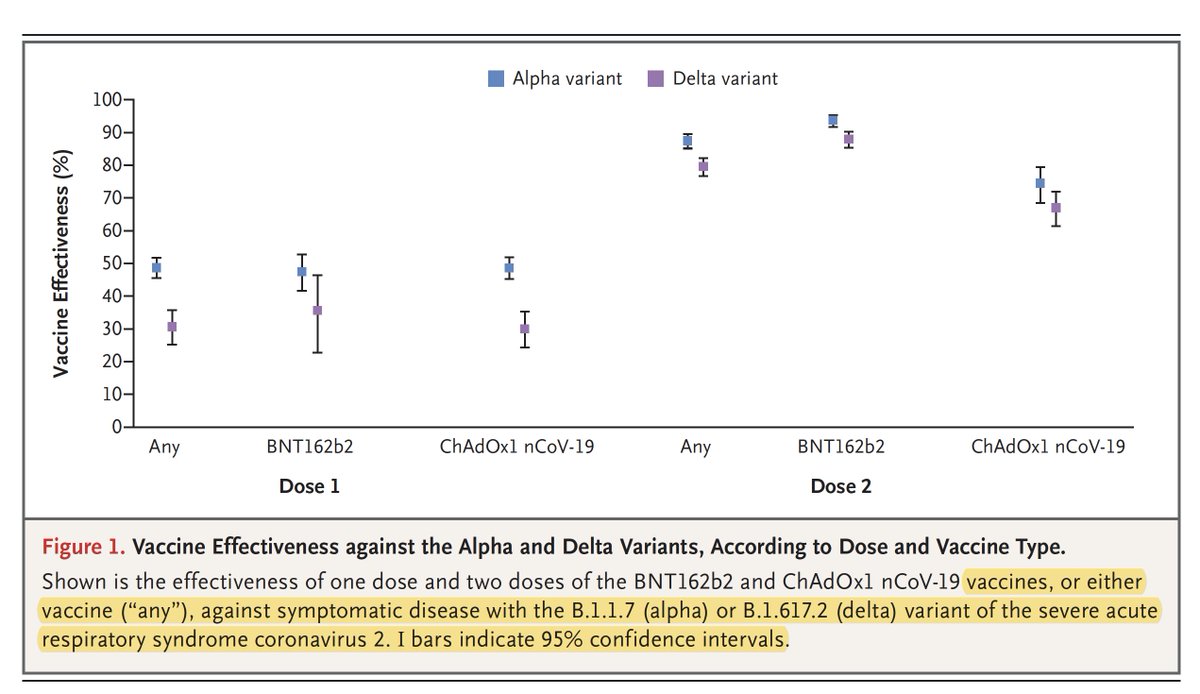 Alpha variant Delta variant
100
90
80
70
60
50
40
30
20
10
0
Vaccine Effectiveness (%)
Any BNT162b2 ChAdOx1 nCoV-19 Any BNT162b2 ChAdOx1 nCoV-19
Dose 1 Dose 2
Figure 1. Vaccine Effectiveness against the Alpha and Delta Variants, According to Dose and Vaccine Type.
Shown is the effectiveness of one dose and two doses of the BNT162b2 and ChAdOx1 nCoV-19 vaccines, or either
vaccine (“any”), against symptomatic disease with the B.1.1.7 (alpha) or B.1.617.2 (delta) variant of the severe acute
respiratory syndrome coronavirus 2. I bars indicate 95% confidence intervals.